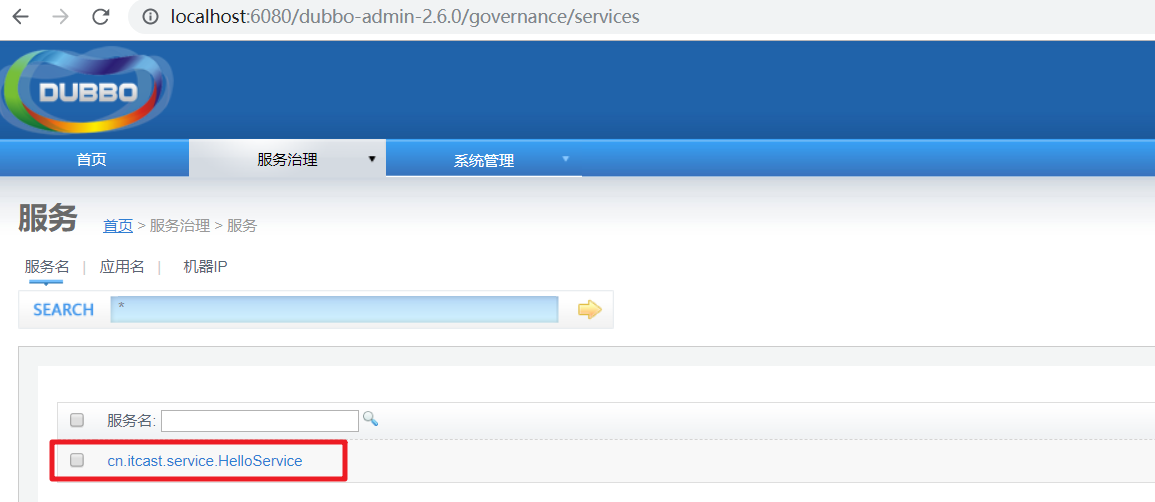 localhost:6080/dubbo-admin-2.6.0/governance/services
DUBBO
首页 服务治理 系统管理
服务 首页 > 服务治理 > 服务
服务名 | 应用名 | 机器IP
SEARCH *
服务名:
cn.itcast.service.HelloService